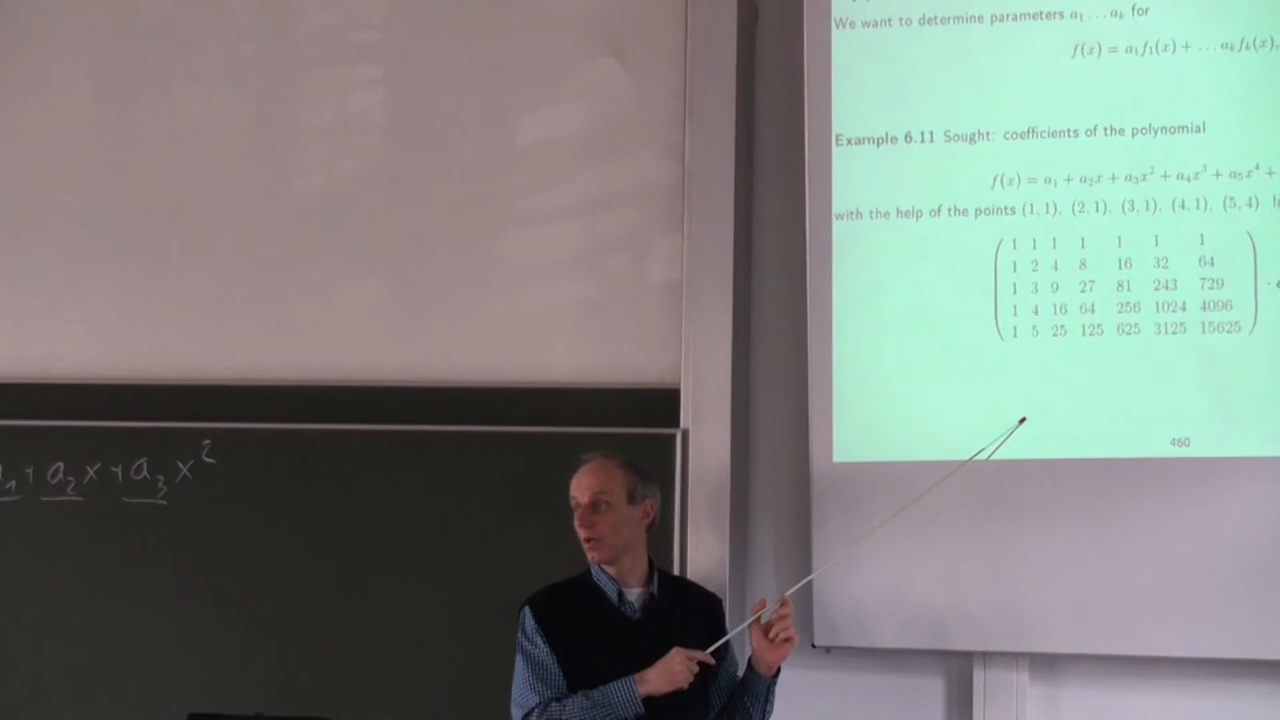 We want to determine parameters a₁ … aₖ for
f(x) = a₁f₁(x) + … aₖfₖ(x),
Example 6.11 Sought: coefficients of the polynomial
f(x) = a₁ + a₂x + a₃x² + a₄x³ + a₅x⁴ +
with the help of the points (1, 1), (2, 1), (3, 1), (4, 1), (5, 4)
1 1 1 1 1 1 1
1 2 4 8 16 32 64
1 3 9 27 81 243 729
1 4 16 64 256 1024 4096
1 5 25 125 625 3125 15625
460
a₁ + a₂x + a₃x²